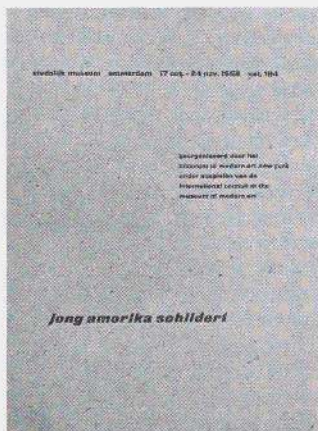 stedelijk museum amsterdam 17 oct. - 24 nov. 1958 cat. 194
georganiseerd door het
museum of modern art new york
onder auspiciën van de
international council at the
museum of modern art
jong amerika schildert